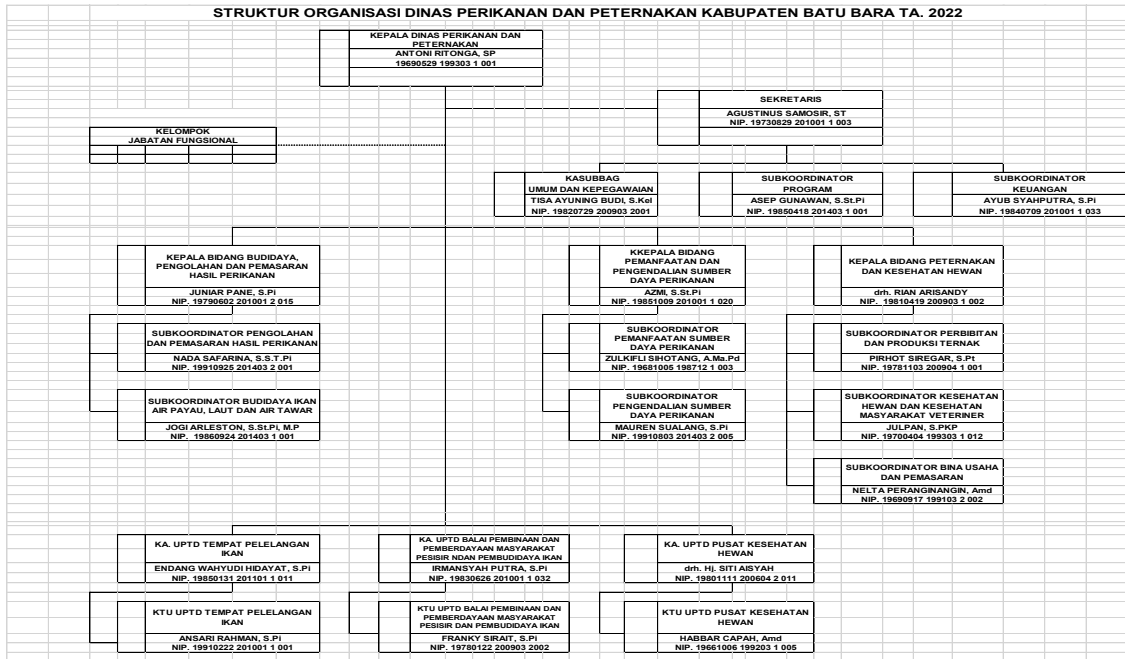 STRUKTUR ORGANISASI DINAS PERIKANAN DAN PETERNAKAN KABUPATEN BATU BARA TA. 2022
KEPALA DINAS PERIKANAN DAN
PETERNAKAN
ANTONI RITONGA, SP
19690529 199303 1 001
SEKRETARIS
AGUSTINUS SAMOSIR, ST
NIP. 19730829 201001 1 003
KELOMPOK
JABATAN FUNGSIONAL
KASUBBAG
UMUM DAN KEPEGAWAIAN
TISA AYUNING BUDI, S.Kel
NIP. 19820729 200903 2001
SUBKOORDINATOR
PROGRAM
ASEP GUNAWAN, S.St.Pi
NIP. 19850418 201403 1 001
SUBKOORDINATOR
KEUANGAN
AYUB SYAHPUTRA, S.Pi
NIP. 19840709 201001 1 033
KEPALA BIDANG BUDIDAYA,
PENGOLAHAN DAN PEMASARAN
HASIL PERIKANAN
JUNIAR PANE, S.Pi
NIP. 19790602 201001 2 015
KKEPALA BIDANG
PEMANFAATAN DAN
PENGENDALIAN SUMBER
DAYA PERIKANAN
AZMI, S.St.Pi
NIP. 19851009 201001 1 020
KEPALA BIDANG PETERNAKAN
DAN KESEHATAN HEWAN
drh. RIAN ARISANDY
NIP. 19810419 200903 1 002
SUBKOORDINATOR PENGOLAHAN
DAN PEMASARAN HASIL PERIKANAN
NADA SAFARINA, S.S.T.Pi
NIP. 19910925 201403 2 001
SUBKOORDINATOR
PEMANFAATAN SUMBER
DAYA PERIKANAN
ZULKIFLI SIHOTANG, A.Ma.Pd
NIP. 19681005 198712 1 003
SUBKOORDINATOR PERBIBITAN
DAN PRODUKSI TERNAK
PIRHOT SIREGAR, S.Pt
NIP. 19781103 200904 1 001
SUBKOORDINATOR BUDIDAYA IKAN
AIR PAYAU, LAUT DAN AIR TAWAR
JOGI ARLESTON, S.St.Pi, M.P
NIP. 19860924 201403 1 001
SUBKOORDINATOR
PENGENDALIAN SUMBER
DAYA PERIKANAN
MAUREN SUALANG, S.Pi
NIP. 19910803 201403 2 005
SUBKOORDINATOR KESEHATAN
HEWAN DAN KESEHATAN
MASYARAKAT VETERINER
JULPAN, S.PKP
NIP. 19700404 199303 1 012
SUBKOORDINATOR BINA USAHA
DAN PEMASARAN
NELTA PERANGINANGIN, Amd
NIP. 19690917 199103 2 002
KA. UPTD TEMPAT PELELANGAN
IKAN
ENDANG WAHYUDI HIDAYAT, S.Pi
NIP. 19850131 201101 1 011
KA. UPTD BALAI PEMBINAAN DAN
PEMBERDAYAAN MASYARAKAT
PESISIR NDAN PEMBUDIDAYA IKAN
IRMANSYAH PUTRA, S.Pi
NIP. 19830626 201001 1 032
KA. UPTD PUSAT KESEHATAN
HEWAN
drh. Hj. SITI AISYAH
NIP. 19801111 200604 2 011
KTU UPTD TEMPAT PELELANGAN
IKAN
ANSARI RAHMAN, S.Pi
NIP. 19910222 201001 1 001
KTU UPTD BALAI PEMBINAAN DAN
PEMBERDAYAAN MASYARAKAT
PESISIR DAN PEMBUDIDAYA IKAN
FRANKY SIRAIT, S.Pi
NIP. 19780122 200903 2002
KTU UPTD PUSAT KESEHATAN
HEWAN
HABBAR CAPAH, Amd
NIP. 19661006 199203 1 005